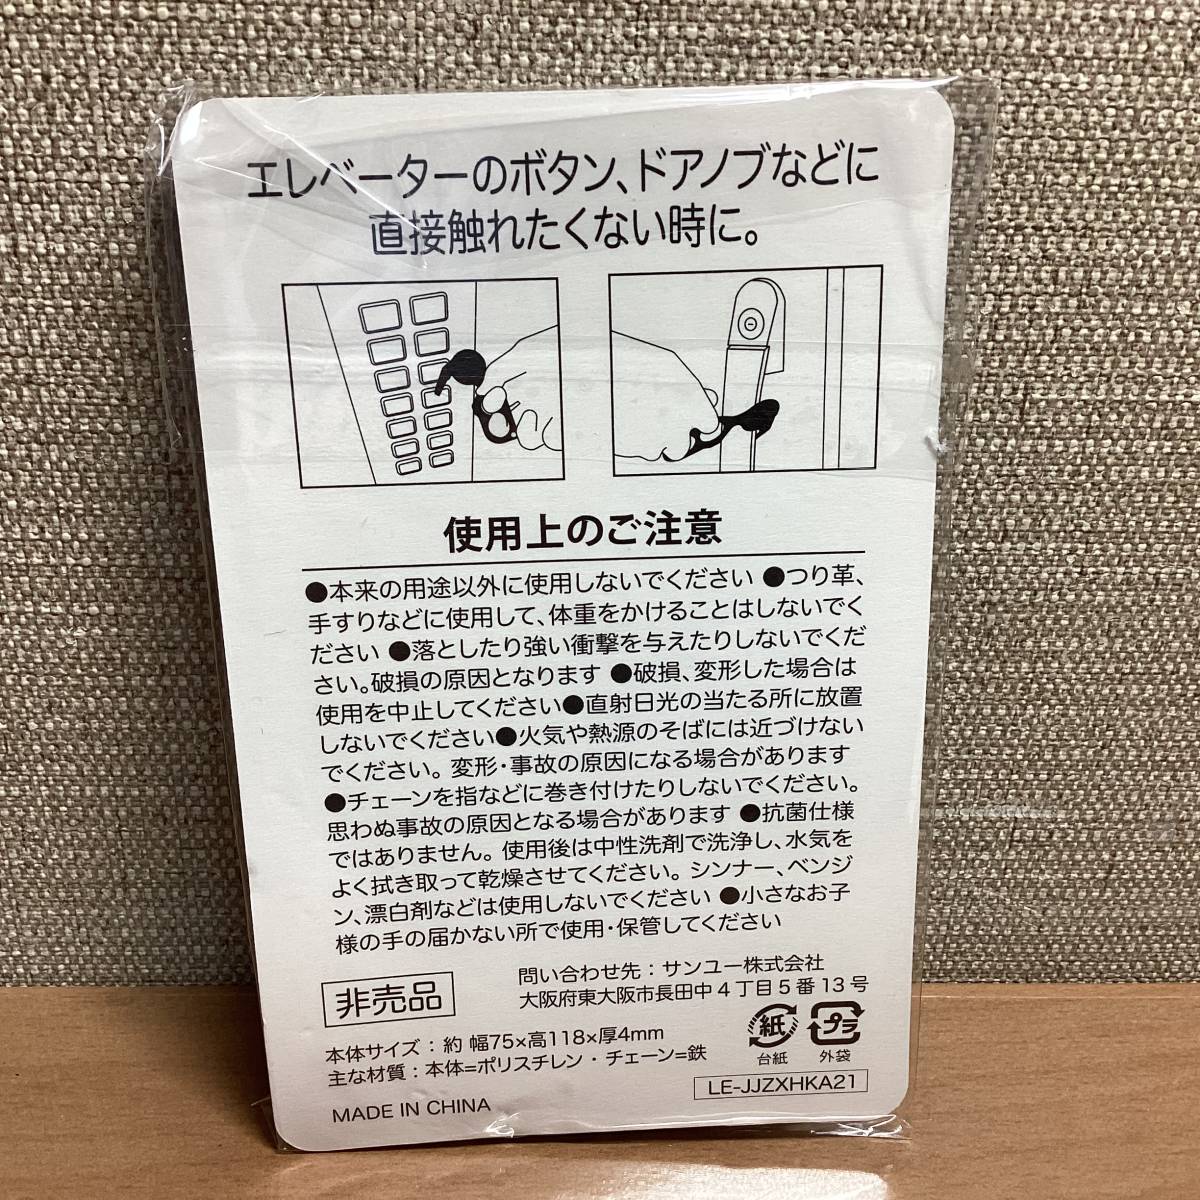 エレベーターのボタン、ドアノブなどに
直接触れたくない時に。
使用上のご注意
●本来の用途以外に使用しないでください ●つり革、
手すりなどに使用して、体重をかけることはしないでく
ださい ●落としたり強い衝撃を与えたりしないでくだ
さい。破損の原因となります ●破損、変形した場合は
使用を中止してください●直射日光の当たる所に放置
しないでください●火気や熱源のそばには近づけない
でください。変形・事故の原因になる場合があります
●チェーンを指などに巻き付けたりしないでください。
思わぬ事故の原因となる場合があります ●抗菌仕様
ではありません。使用後は中性洗剤で洗浄し、水気を
よく拭き取って乾燥させてください。シンナー、ベンジ
ン、漂白剤などは使用しないでください ●小さなお子
様の手の届かない所で使用・保管してください
非売品
問い合わせ先：サンユー株式会社
大阪府東大阪市長田中4丁目5番13号
本体サイズ：約 幅75×高118×厚4mm
主な材質：本体=ポリスチレン・チェーン=鉄
紙
台紙
プラ
外袋
LE-JJZXHKA21
MADE IN CHINA